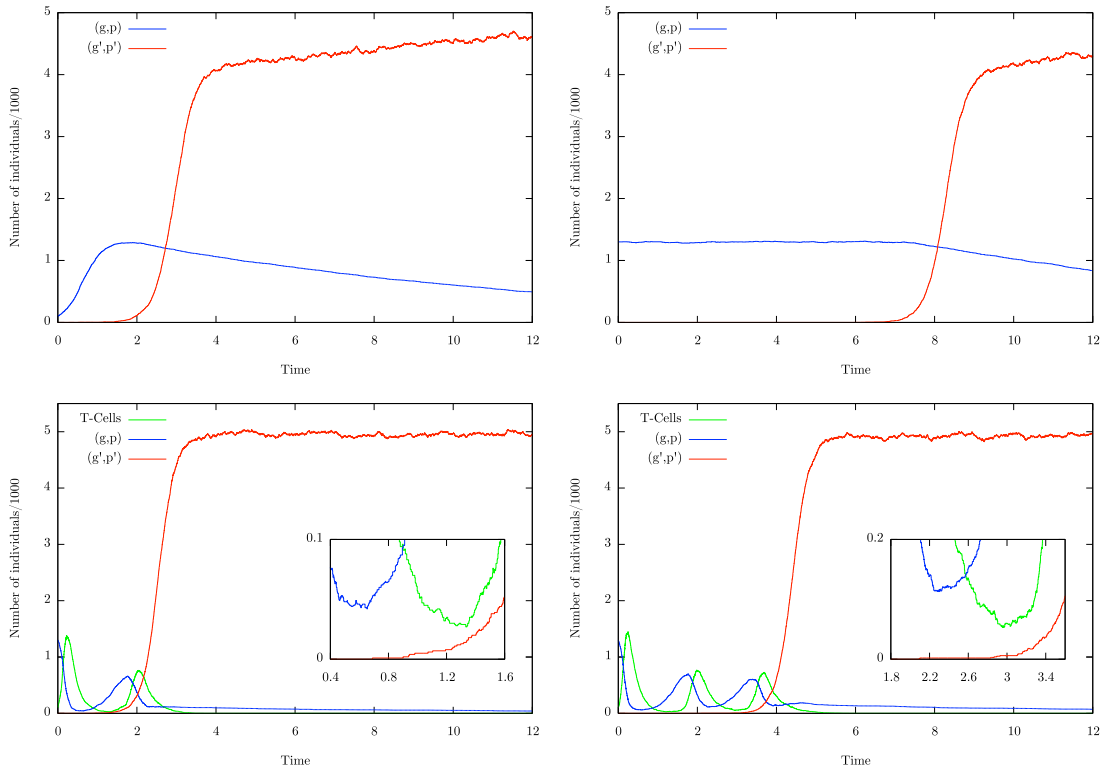 5
4
3
2
1
0
Number of individuals/1000
(g,p)
(g',p')
0 2 4 6 8 10 12
Time
5
4
3
2
1
0
Number of individuals/1000
(g,p)
(g',p')
0 2 4 6 8 10 12
Time
5
4
3
2
1
0
Number of individuals/1000
T-Cells
(g,p)
(g',p')
0.1
0
0.4 0.8 1.2 1.6
0 2 4 6 8 10 12
Time
5
4
3
2
1
0
Number of individuals/1000
T-Cells
(g,p)
(g',p')
0.2
0
1.8 2.2 2.6 3 3.4
0 2 4 6 8 10 12
Time